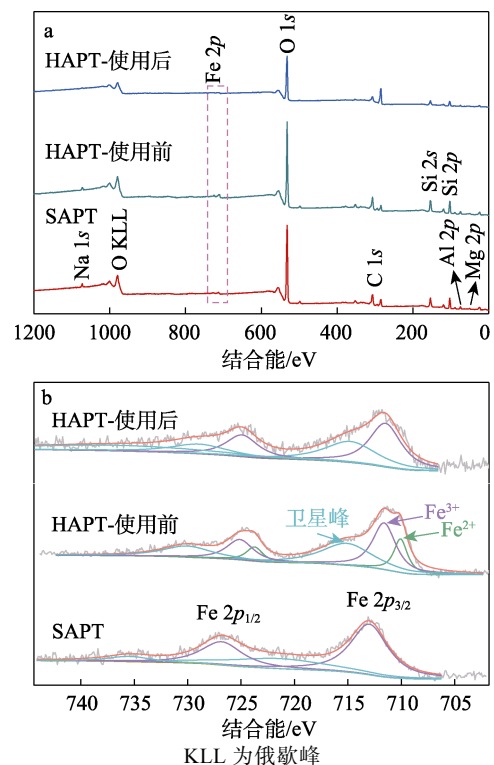 a
HAPT-使用后
Fe 2p
O 1s
HAPT-使用前
Si 2s
Si 2p
SAPT
Na 1s
O KLL
C 1s
Al 2p
Mg 2p
1200 1000 800 600 400 200 0
结合能/eV
b
HAPT-使用后
HAPT-使用前
卫星峰
Fe³⁺
Fe²⁺
SAPT
Fe 2p₁/₂
Fe 2p₃/₂
740 735 730 725 720 715 710 705
结合能/eV
KLL 为俄歇峰